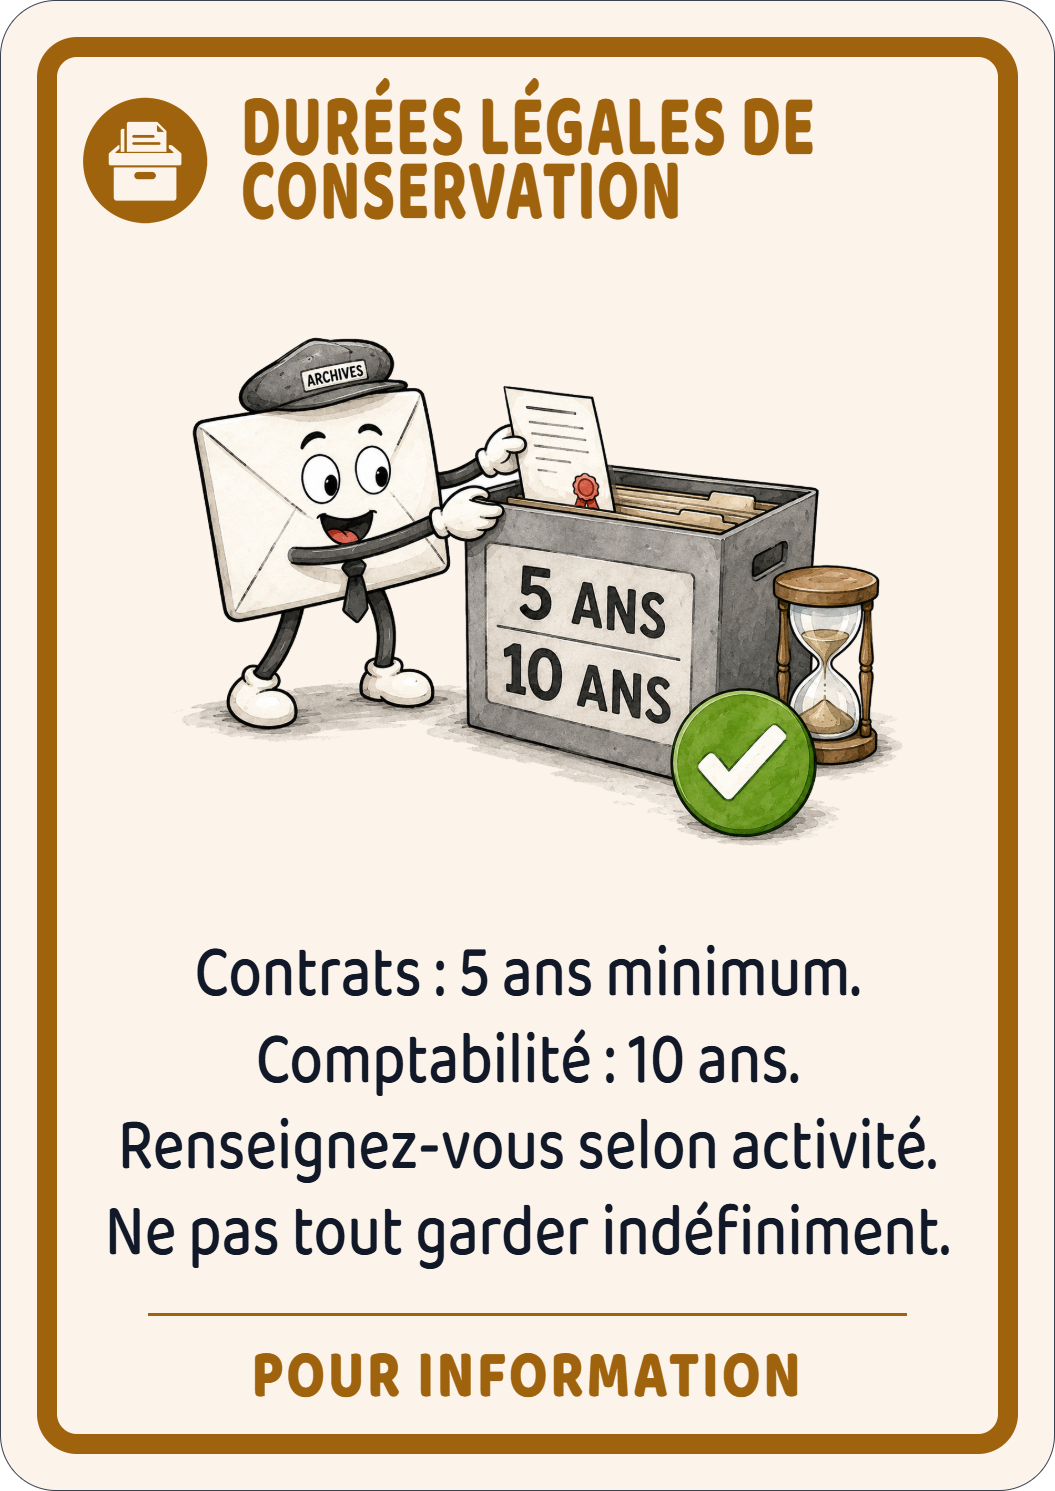 DURÉES LÉGALES DE
CONSERVATION
ARCHIVES
5 ANS
10 ANS
Contrats : 5 ans minimum.
Comptabilité : 10 ans.
Renseignez-vous selon activité.
Ne pas tout garder indéfiniment.
POUR INFORMATION